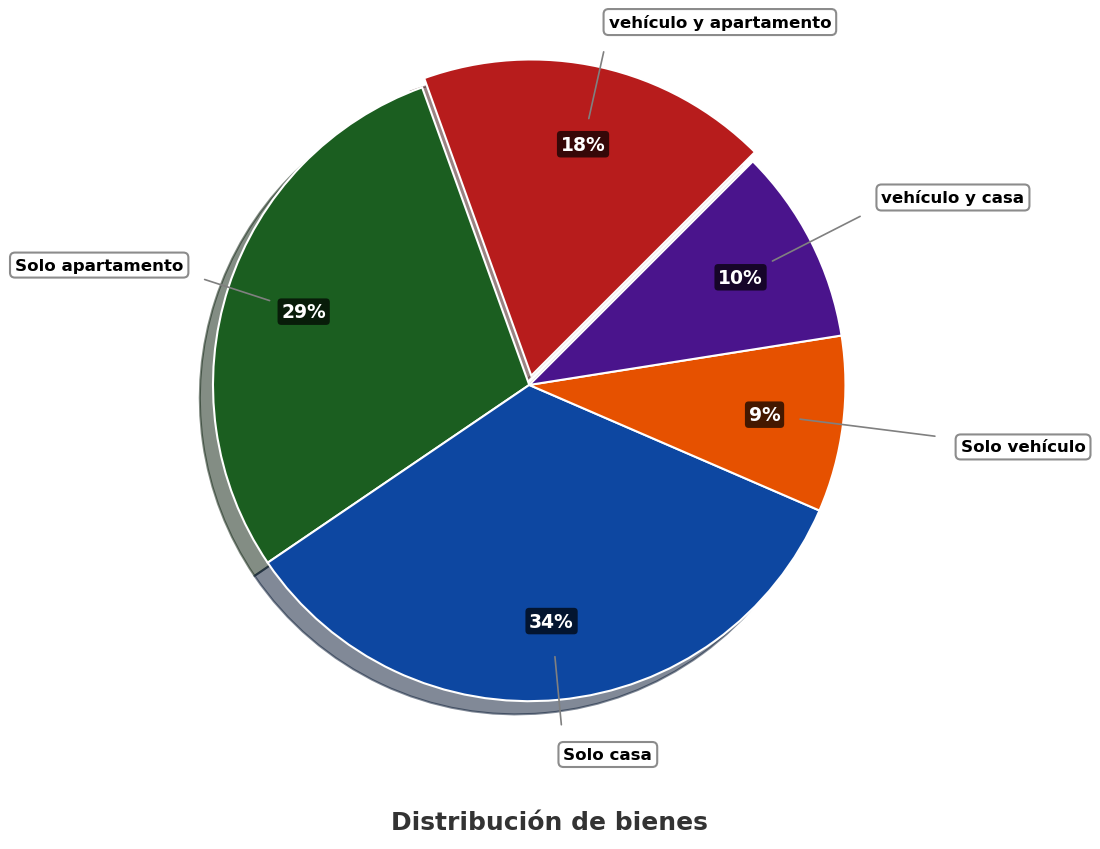 vehículo y apartamento
18%
vehículo y casa
10%
Solo apartamento
29%
9%
Solo vehículo
34%
Solo casa
Distribución de bienes